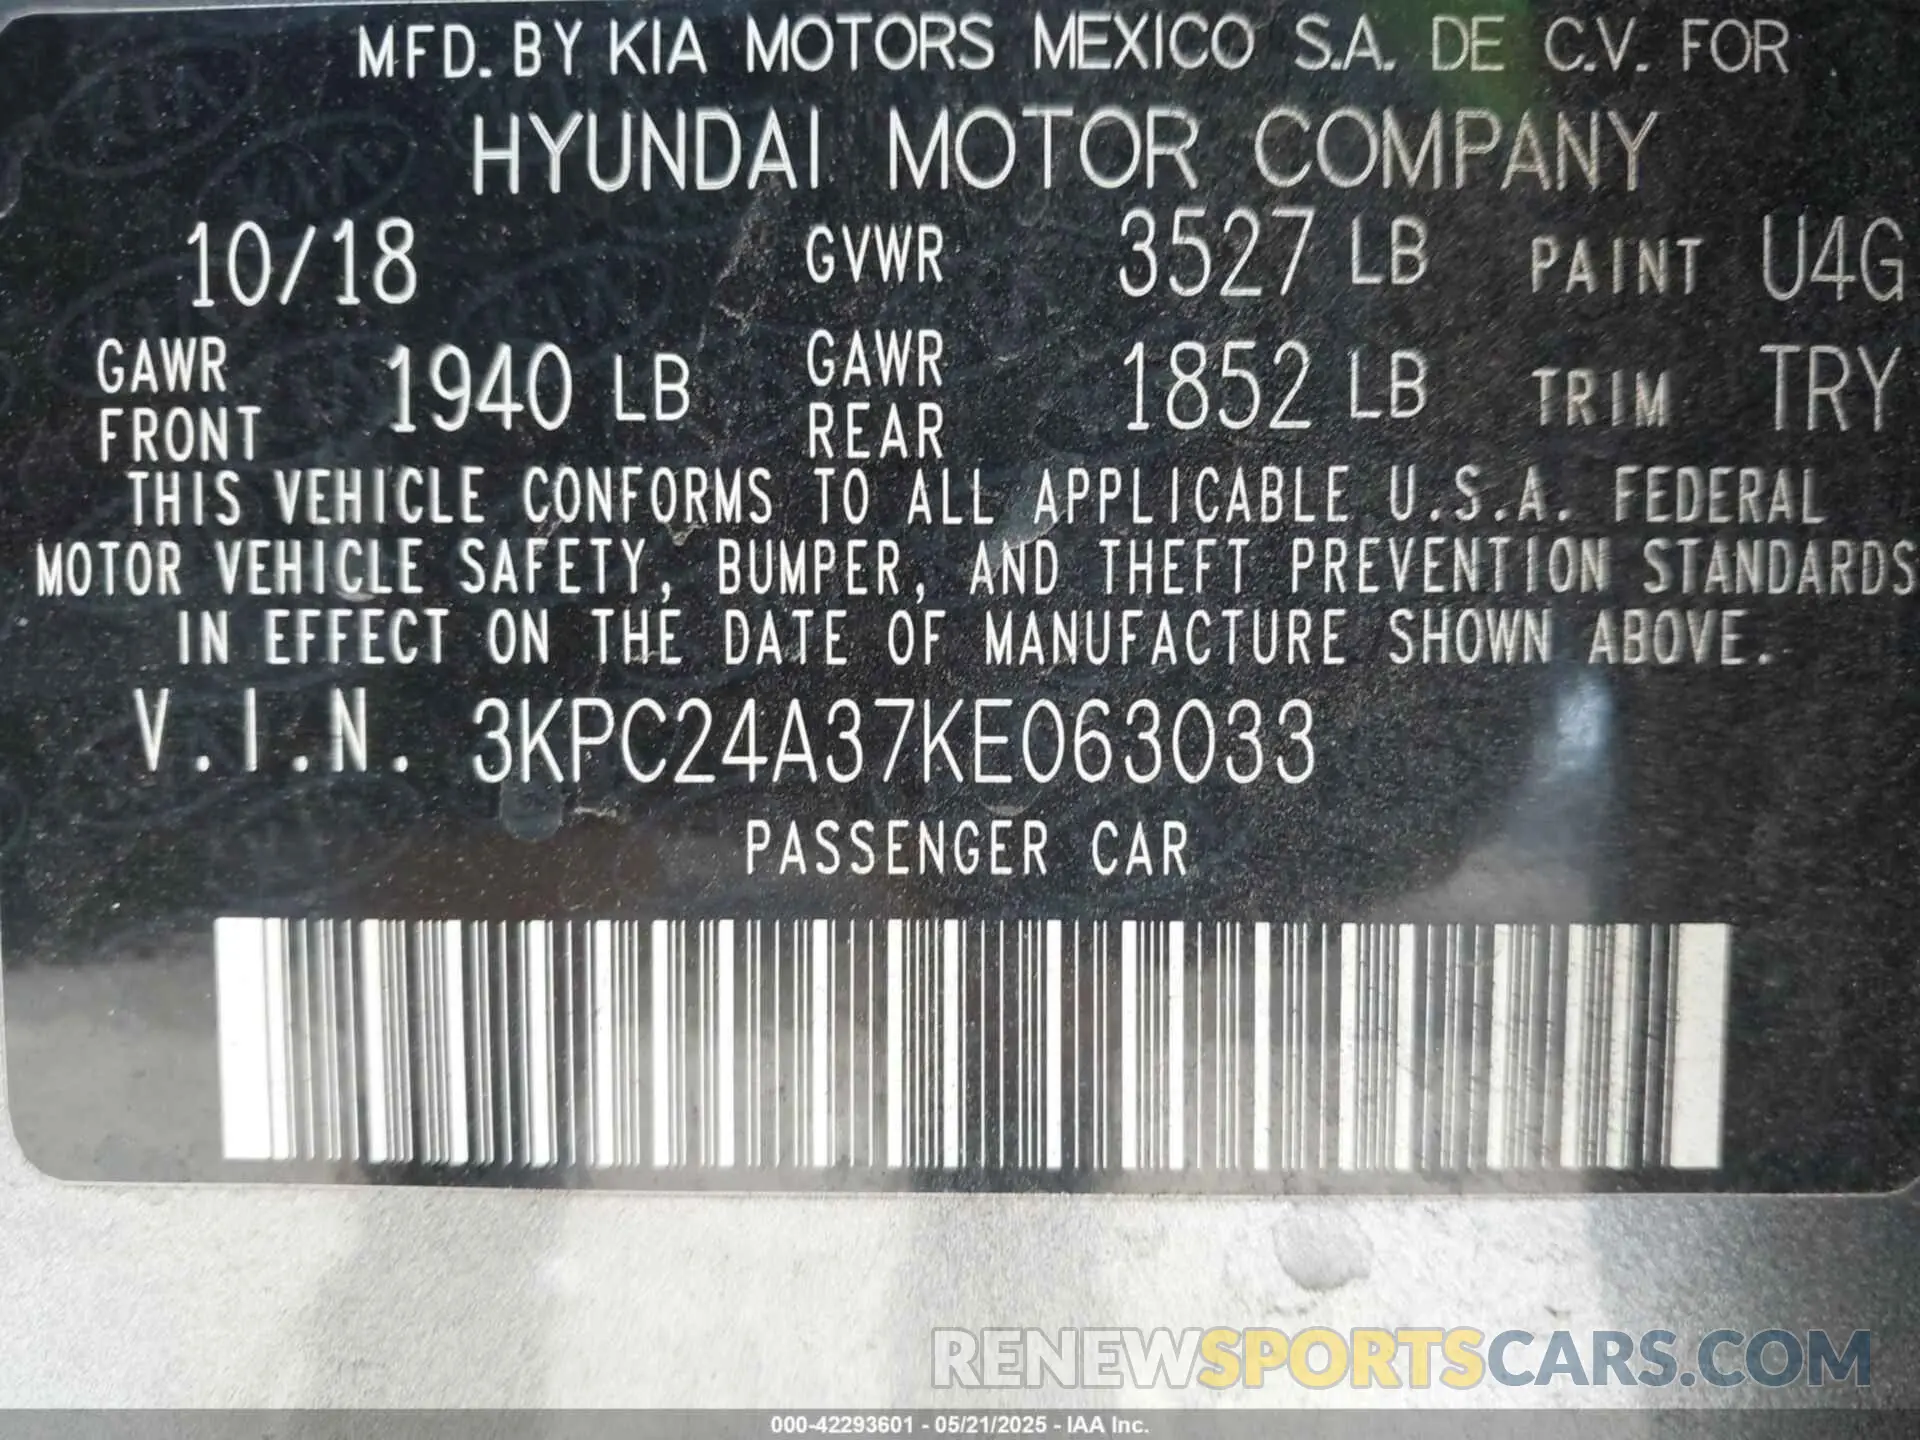 MFD. BY KIA MOTORS MEXICO S.A. DE C.V. FOR
HYUNDAI MOTOR COMPANY
10/18 GVWR 3527 LB PAINT U4G
GAWR FRONT 1940 LB GAWR REAR 1852 LB TRIM TRY
THIS VEHICLE CONFORMS TO ALL APPLICABLE U.S.A. FEDERAL
MOTOR VEHICLE SAFETY, BUMPER, AND THEFT PREVENTION STANDARDS
IN EFFECT ON THE DATE OF MANUFACTURE SHOWN ABOVE.
V.I.N. 3KPC24A37KE063033
PASSENGER CAR
RENEWSPORTSCARS.COM
000-42293601 - 05/21/2025 - IAA Inc.